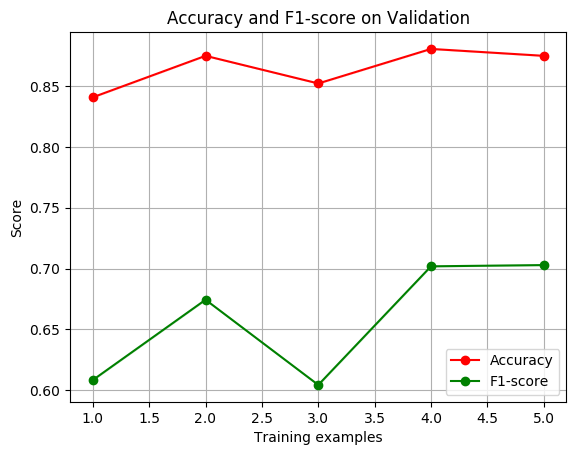 Accuracy and F1-score on Validation
Score
0.85
0.80
0.75
0.70
0.65
0.60
1.0 1.5 2.0 2.5 3.0 3.5 4.0 4.5 5.0
Training examples
Accuracy
F1-score